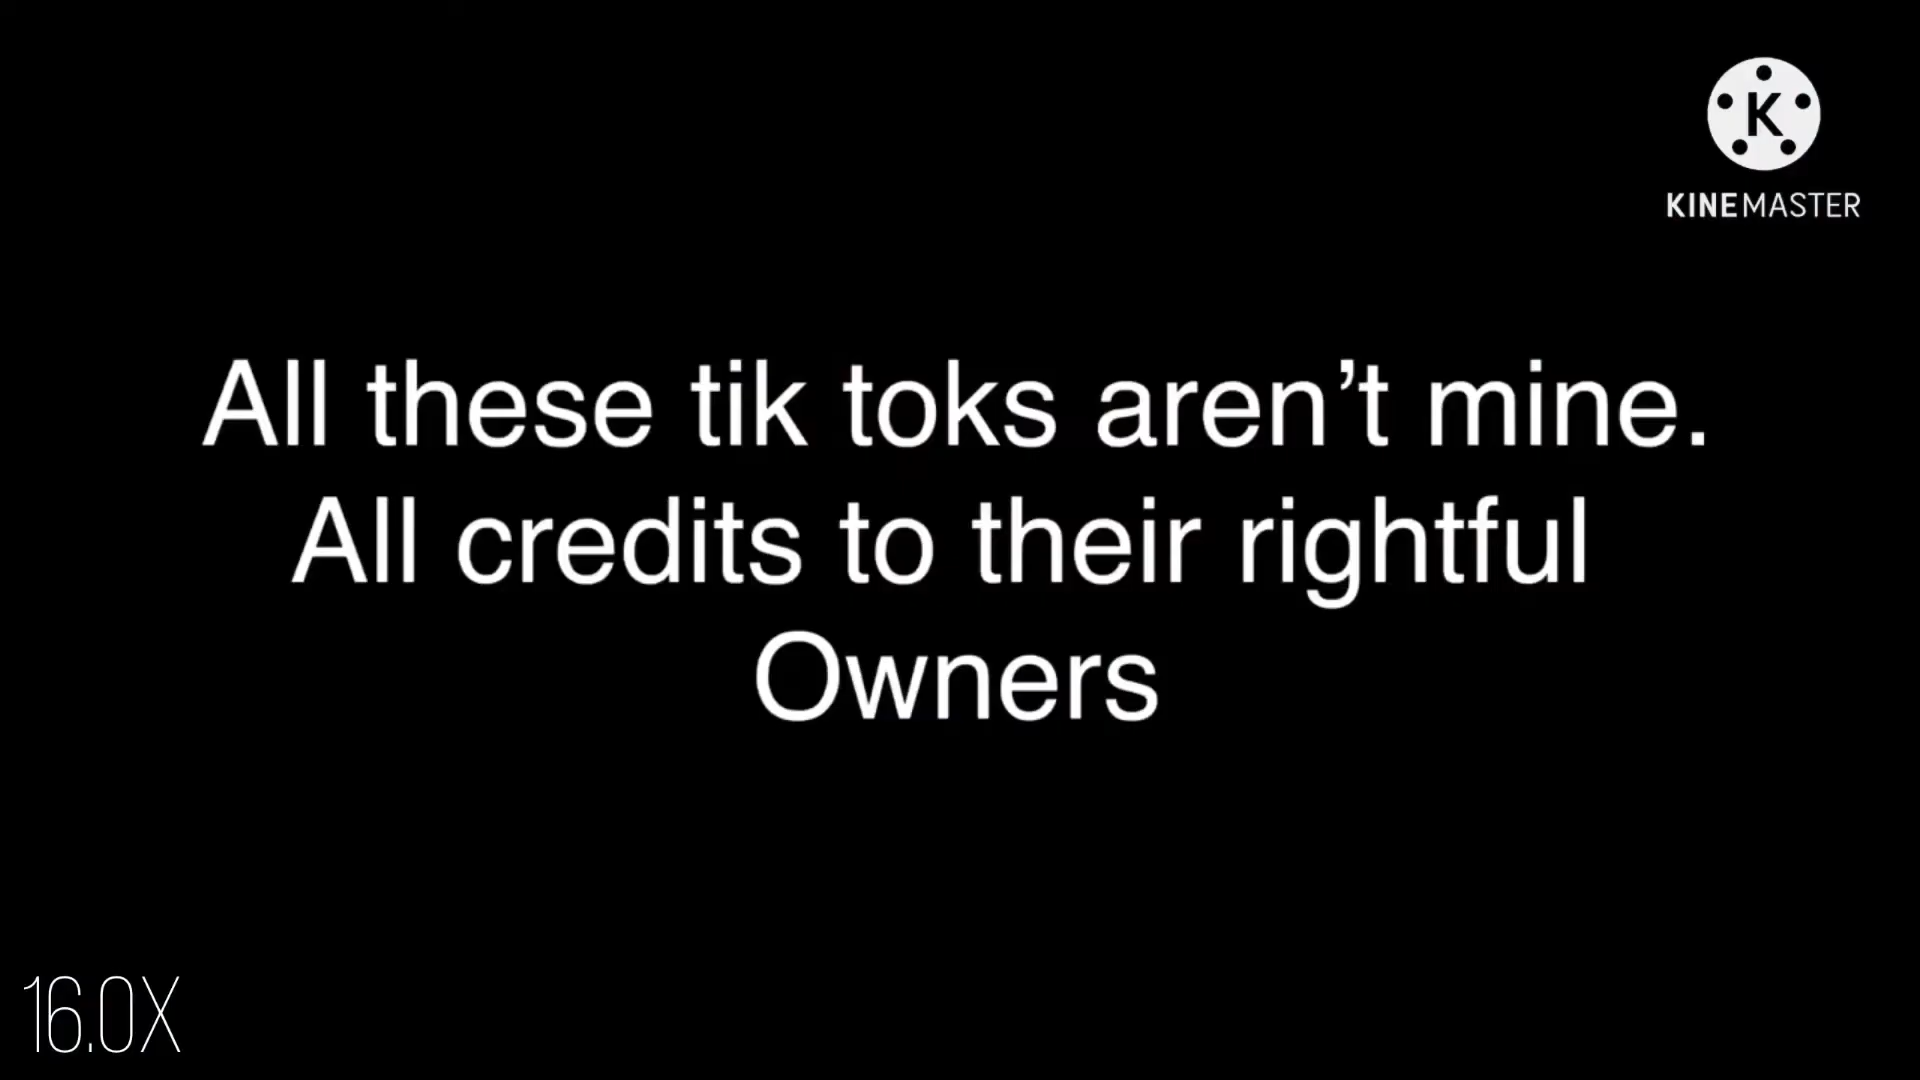 K
KINEMASTER
All these tik toks aren’t mine.
All credits to their rightful
Owners
16.0X